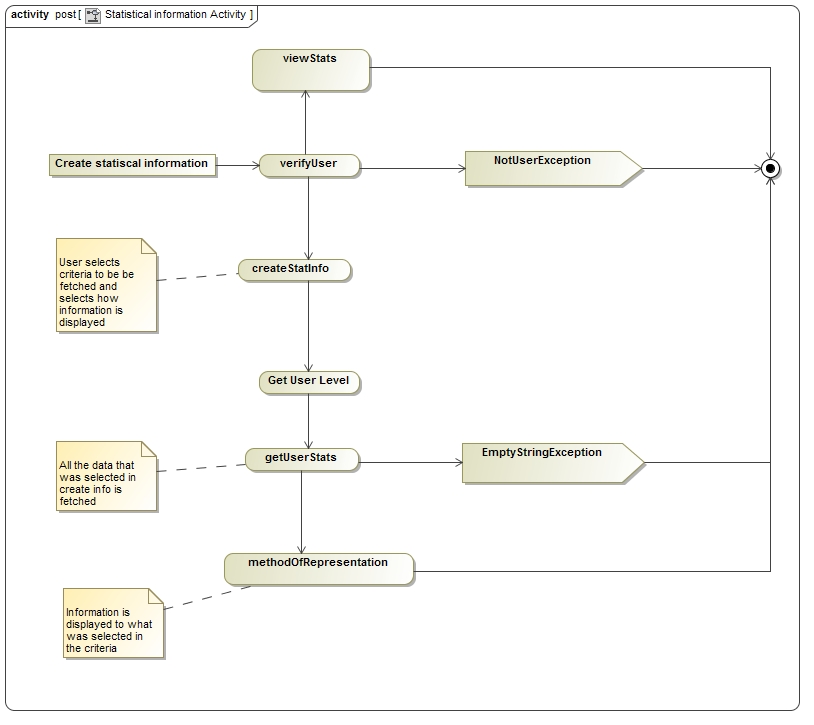 activity post [ Statistical information Activity ]
viewStats
Create statiscal information
verifyUser
NotUserException
User selects
criteria to be be
fetched and
selects how
information is
displayed
createStatInfo
Get User Level
All the data that
was selected in
create info is
fetched
getUserStats
EmptyStringException
methodOfRepresentation
Information is
displayed to what
was selected in
the criteria